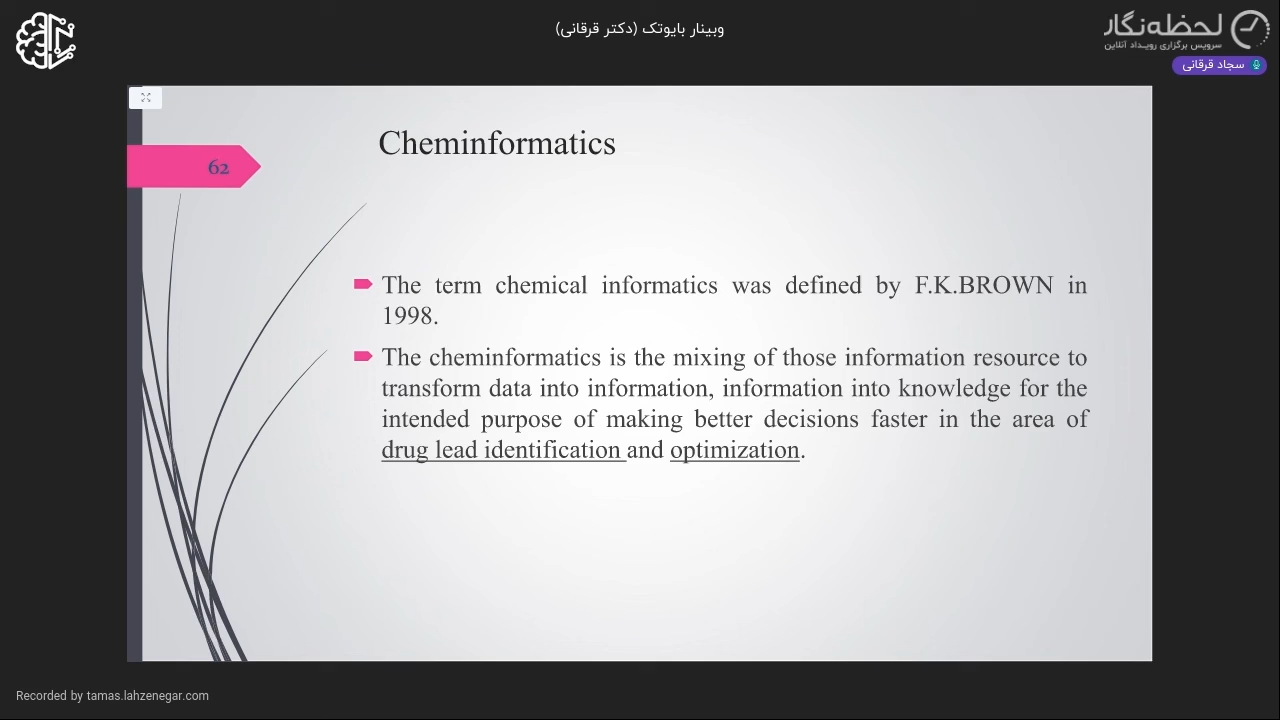 وبینار بایوتک (دکتر قرقانی)
لحظه‌نگار
سرویس برگزاری رویداد آنلاین
سجاد قرقانی
Cheminformatics
62
The term chemical informatics was defined by F.K.BROWN in
1998.
The cheminformatics is the mixing of those information resource to
transform data into information, information into knowledge for the
intended purpose of making better decisions faster in the area of
drug lead identification and optimization.
Recorded by tamas.lahzenegar.com